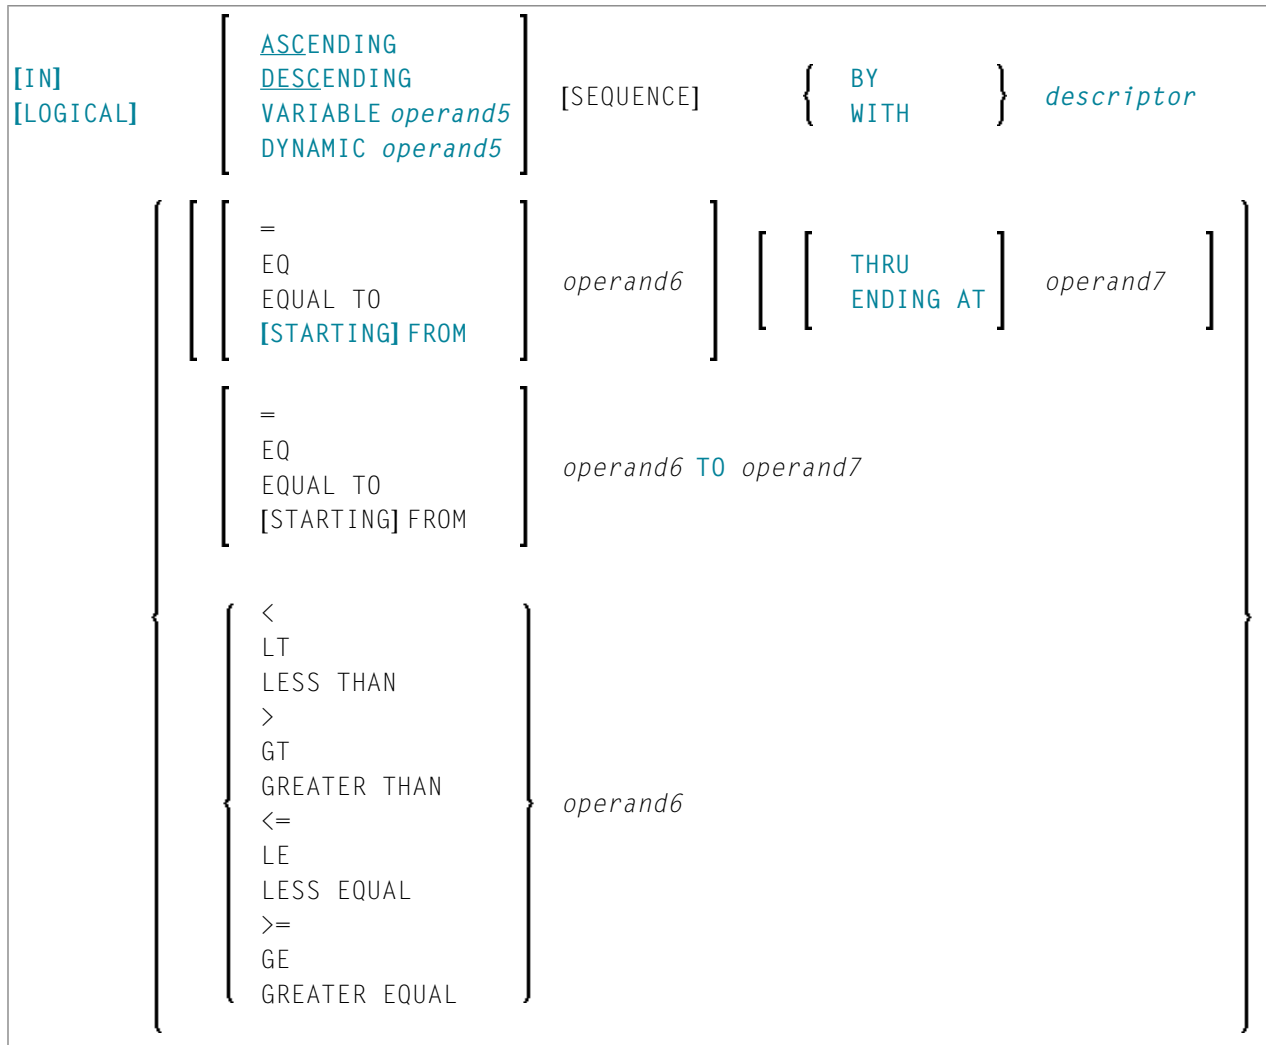 ASCENDING
[IN] DESCENDING [SEQUENCE] BY descriptor
[LOGICAL] VARIABLE operand5 WITH
DYNAMIC operand5
=
EQ THRU
EQUAL TO operand6 ENDING AT operand7
[STARTING] FROM
=
EQ
EQUAL TO operand6 TO operand7
[STARTING] FROM
<
LT
LESS THAN
>
GT
GREATER THAN operand6
<=
LE
LESS EQUAL
>=
GE
GREATER EQUAL